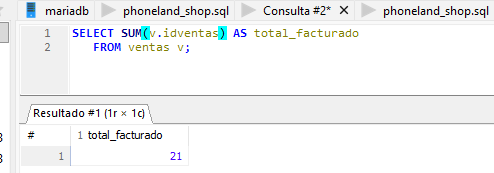 mariadb phoneland_shop.sql Consulta #2* phoneland_shop.sql
1 SELECT SUM(v.idventas) AS total_facturado
2 FROM ventas v;
Resultado #1 (1r × 1c)
# 1 total_facturado
1 21